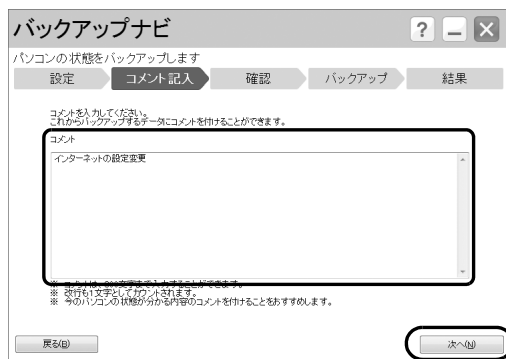 バックアップナビ
? – ×
パソコンの状態をバックアップします
設定 コメント記入 確認 バックアップ 結果
コメントを入力してください。
これからバックアップするデータにコメントを付けることができます。
コメント
インターネットの設定変更
※ 改行も1文字としてカウントされます。
※ 今のパソコンの状態が分かる内容のコメントを付けることをおすすめします。
戻る(B) 次へ(N)